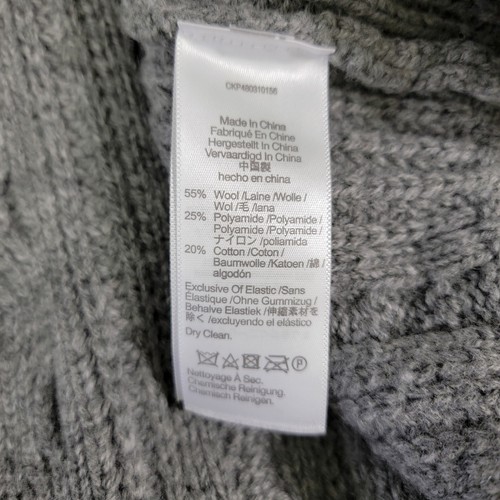 CKP480310156
Made In China
Fabriqué En Chine
Hergestellt In China
Vervaardigd In China
中国製
hecho en china
55% Wool /Laine /Wolle /
Wol /毛 /lana
25% Polyamide /Polyamide /
Polyamide /Polyamide /
ナイロン /poliamida
20% Cotton /Coton /
Baumwolle /Katoen /綿 /
algodón
Exclusive Of Elastic /Sans
Élastique /Ohne Gummizug /
Behalve Elastiek /伸縮素材を
除く /excluyendo el elástico
Dry Clean.
P
Nettoyage À Sec.
Chemische Reinigung.
Chemisch Reinigen.